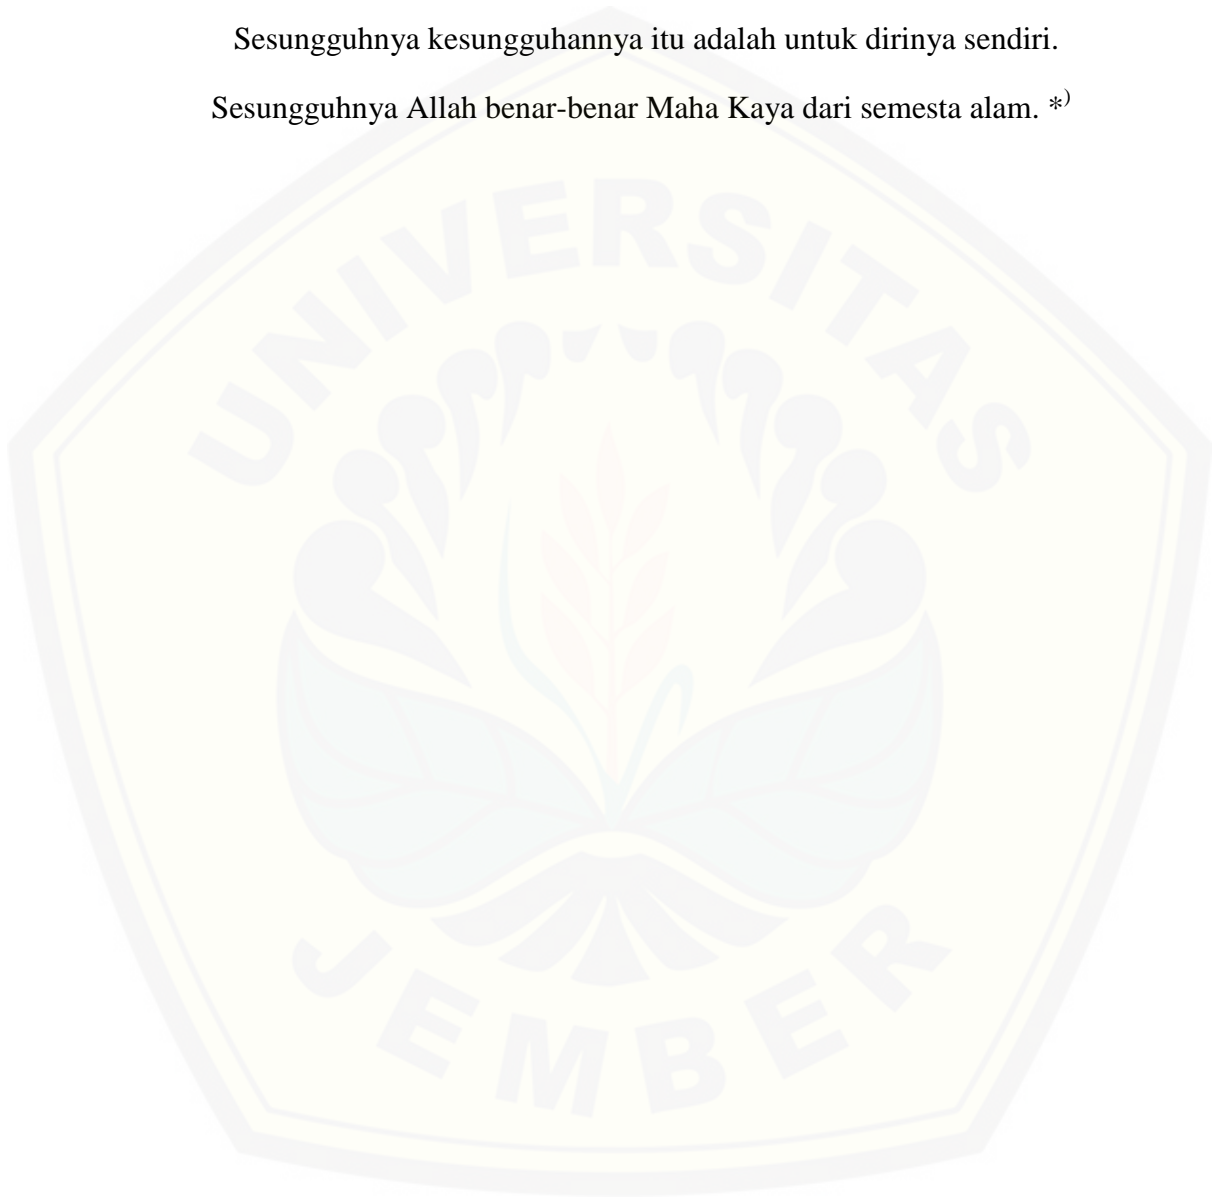 Sesungguhnya kesungguhannya itu adalah untuk dirinya sendiri.
Sesungguhnya Allah benar-benar Maha Kaya dari semesta alam. *)
UNIVERSITAS
JEMBER